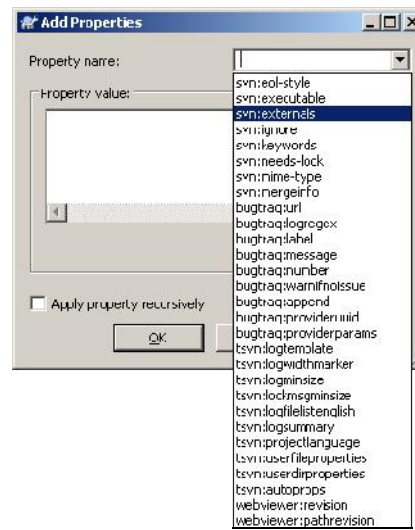 Add Properties
Property name:
svn:eol-style
svn:executable
svn:externals
svn:ignore
svn:keywords
svn:needs-lock
svn:mime-type
svn:mergeinfo
bugtraq:url
bugtraq:logregex
bugtraq:label
bugtraq:message
bugtraq:number
bugtraq:warnifnoissue
bugtraq:append
bugtraq:provideruuid
bugtraq:providerparams
tsvn:logtemplate
tsvn:logwidthmarker
tsvn:logminsize
tsvn:lockmsgminsize
tsvn:logfilelistenglish
tsvn:logsummary
tsvn:projectlanguage
tsvn:userfileproperties
tsvn:userdirproperties
tsvn:autoprops
webviewer:revision
webviewer:pathrevision
Property value:
Apply property recursively
OK